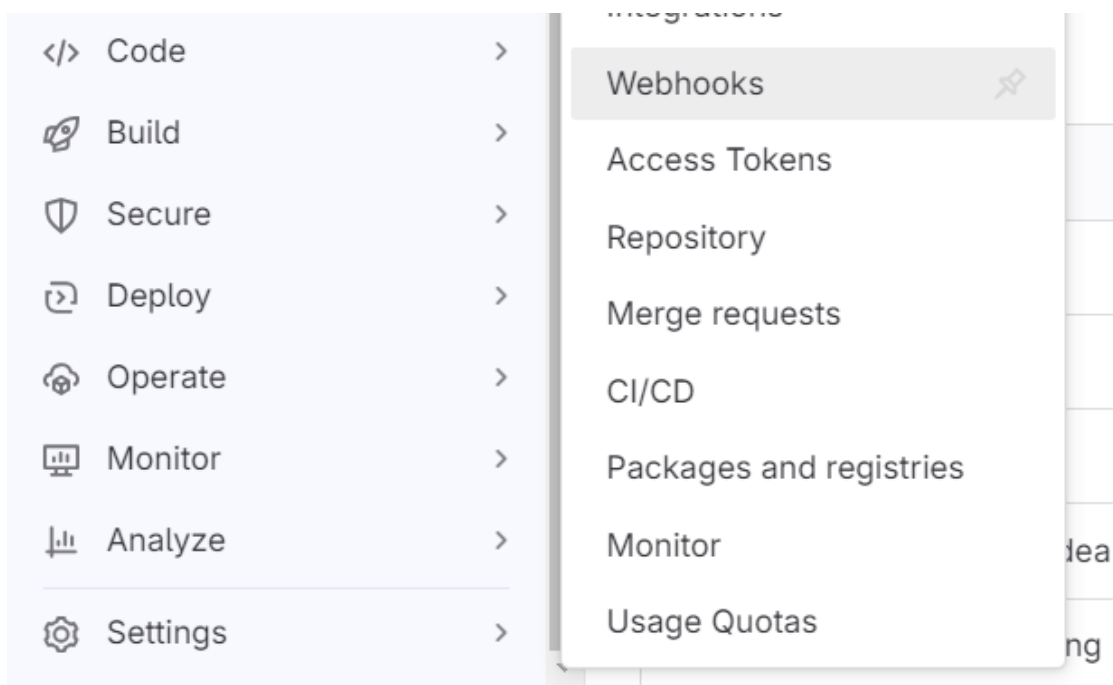 Code
Build
Secure
Deploy
Operate
Monitor
Analyze
Settings
Integrations
Webhooks
Access Tokens
Repository
Merge requests
CI/CD
Packages and registries
Monitor
Usage Quotas